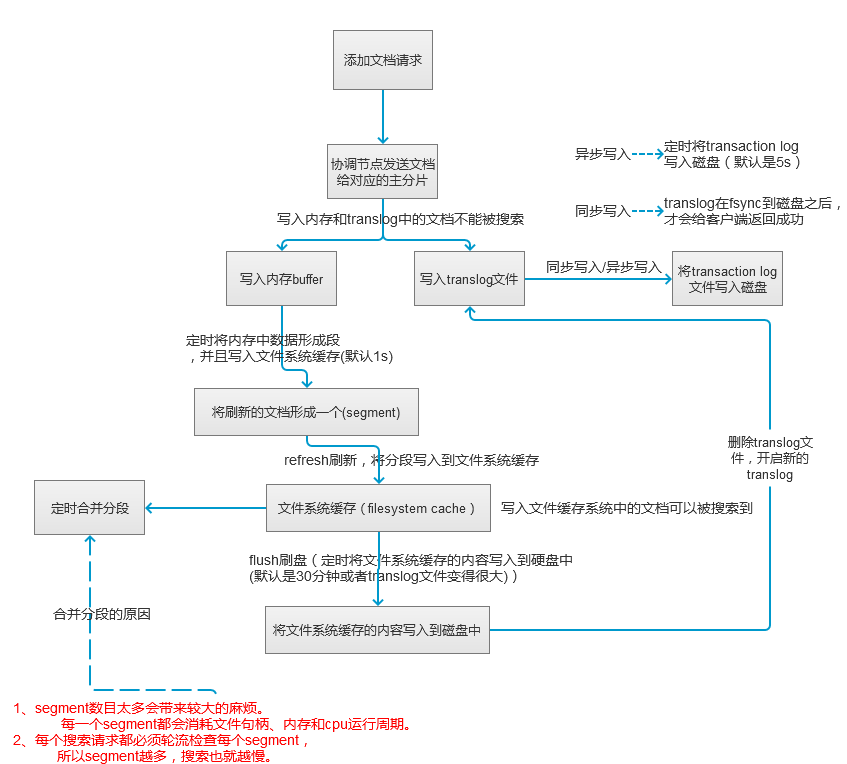 添加文档请求
协调节点发送文档
给对应的主分片
异步写入
定时将transaction log
写入磁盘（默认是5s）
同步写入
translog在fsync到磁盘之后，
才会给客户端返回成功
写入内存和translog中的文档不能被搜索
写入内存buffer
写入translog文件
同步写入/异步写入
将transaction log
文件写入磁盘
定时将内存中数据形成段
，并且写入文件系统缓存(默认1s)
将刷新的文档形成一个(segment)
refresh刷新，将分段写入到文件系统缓存
删除translog文
件，开启新的
translog
定时合并分段
文件系统缓存（filesystem cache）
写入文件缓存系统中的文档可以被搜索到
flush刷盘（定时将文件系统缓存的内容写入到硬盘中
(默认是30分钟或者translog文件变得很大)）
合并分段的原因
将文件系统缓存的内容写入到磁盘中
1、segment数目太多会带来较大的麻烦。
每一个segment都会消耗文件句柄、内存和cpu运行周期。
2、每个搜索请求都必须轮流检查每个segment，
所以segment越多，搜索也就越慢。